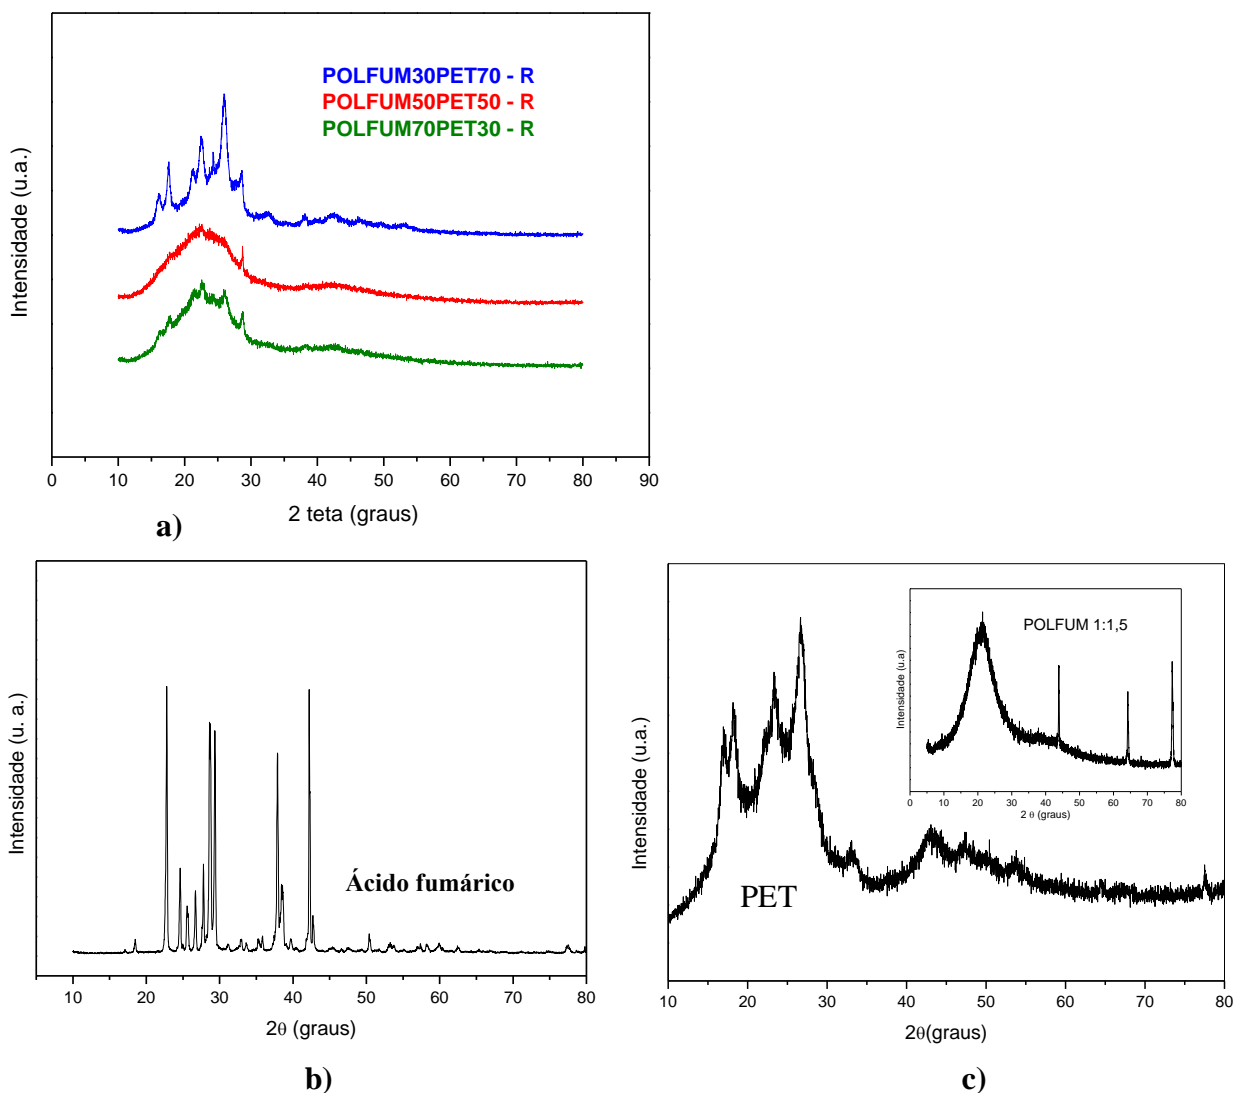 POLFUM30PET70 - R
POLFUM50PET50 - R
POLFUM70PET30 - R
Intensidade (u.a.)
0 10 20 30 40 50 60 70 80 90
2 teta (graus)
a)
Intensidade (u. a.)
Ácido fumárico
10 20 30 40 50 60 70 80
2θ (graus)
b)
Intensidade (u.a.)
PET
10 20 30 40 50 60 70 80
2θ(graus)
POLFUM 1:1,5
Intensidade (u.a)
0 10 20 30 40 50 60 70 80
2 θ (graus)
c)